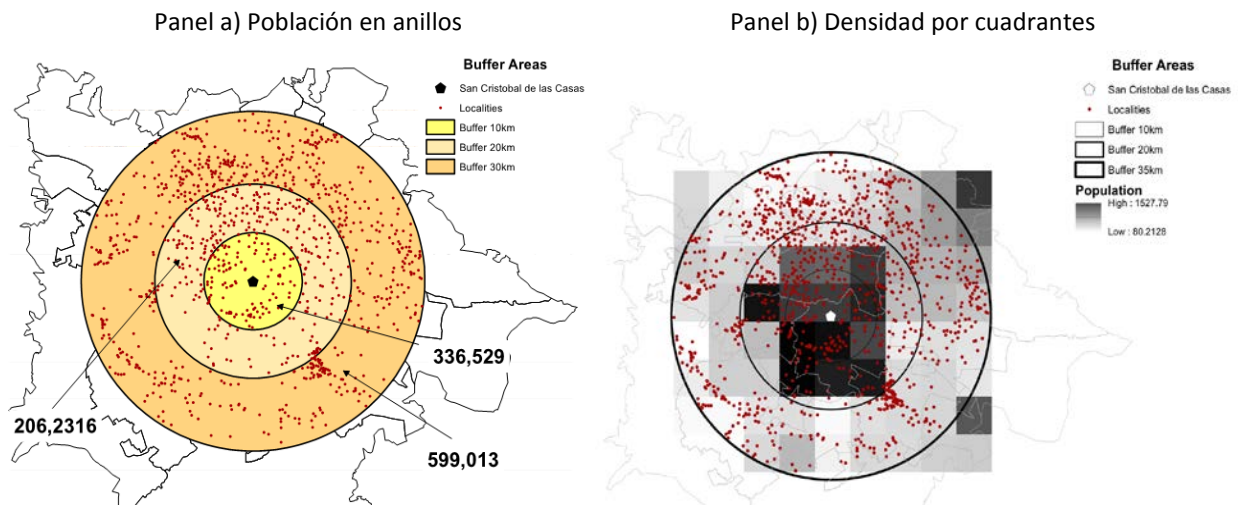 Panel a) Población en anillos
Buffer Areas
San Cristobal de las Casas
Localities
Buffer 10km
Buffer 20km
Buffer 30km
336,529
206,2316
599,013
Panel b) Densidad por cuadrantes
Buffer Areas
San Cristobal de las Casas
Localities
Buffer 10km
Buffer 20km
Buffer 35km
Population
High : 1527.79
Low : 80.2128